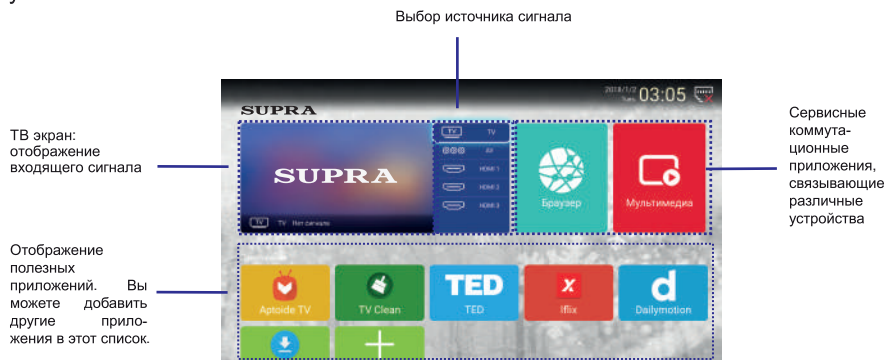 Выбор источника сигнала
ТВ экран:
отображение
входящего сигнала
Отображение
полезных
приложений. Вы
можете добавить
другие прило-
жения в этот список.
SUPRA
2018/1/2
Tues.
03:05
SUPRA
TV TV Нет сигнала
TV TV
AV
HDMI 1
HDMI 2
HDMI 3
Браузер
Мультимедиа
Aptoide TV
TV Clean
TED
TED
X
Iflix
d
Dailymotion
Сервисные
коммута-
ционные
приложения,
связывающие
различные
устройства